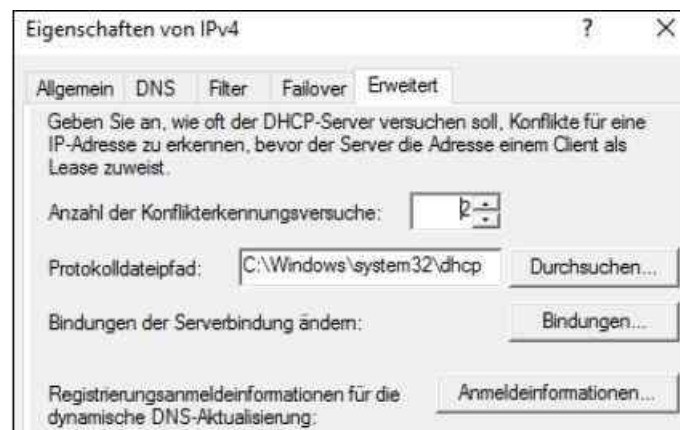 Eigenschaften von IPv4 ? ✕
Allgemein DNS Filter Failover Erweitert
Geben Sie an, wie oft der DHCP-Server versuchen soll, Konflikte für eine
IP-Adresse zu erkennen, bevor der Server die Adresse einem Client als
Lease zuweist.
Anzahl der Konflikterkennungsversuche: 2
Protokolldateipfad: C:\Windows\system32\dhcp Durchsuchen...
Bindungen der Serverbindung ändern: Bindungen...
Registrierungsanmeldeinformationen für die Anmeldeinformationen...
dynamische DNS-Aktualisierung: